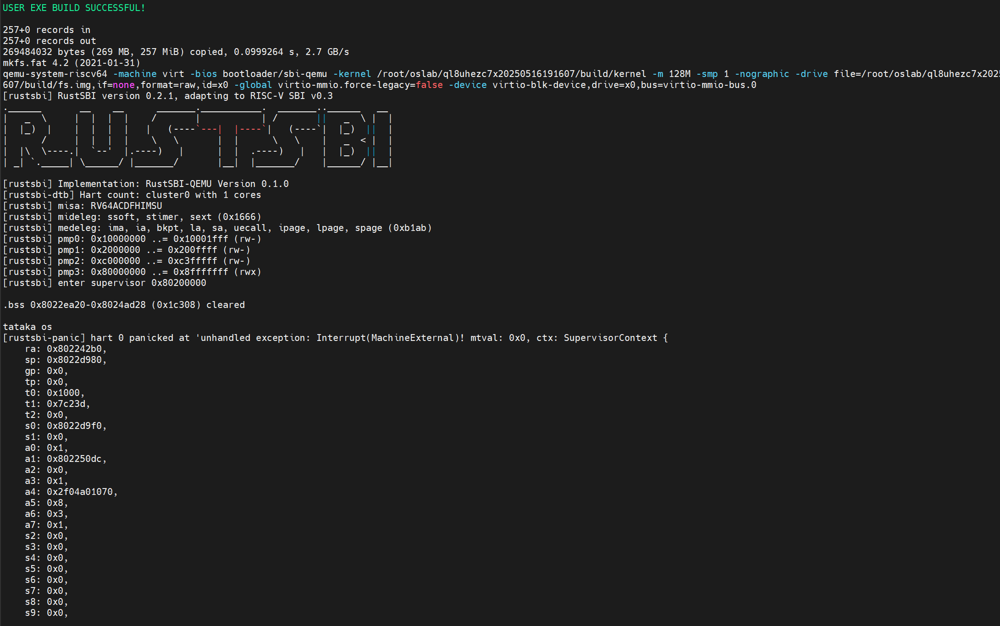 USER EXE BUILD SUCCESSFUL!
257+0 records in
257+0 records out
269484032 bytes (269 MB, 257 MiB) copied, 0.0999264 s, 2.7 GB/s
mkfs.fat 4.2 (2021-01-31)
qemu-system-riscv64 -machine virt -bios bootloader/sbi-qemu -kernel /root/oslab/ql8uhezc7x20250516191607/build/kernel -m 128M -smp 1 -nographic -drive file=/root/oslab/ql8uhezc7x202
607/build/fs.img,if=none,format=raw,id=x0 -global virtio-mmio.force-legacy=false -device virtio-blk-device,drive=x0,bus=virtio-mmio-bus.0
[rustsbi] RustSBI version 0.2.1, adapting to RISC-V SBI v0.3
.______       __    __      _______.___________.  _______..______   __
|   _  \     |  |  |  |    /       |           | /       ||   _  \ |  |
|  |_)  |    |  |  |  |   |   (----`---|  |----`|   (----`|  |_)  ||  |
|      /     |  |  |  |    \   \       |  |      \   \    |   _  < |  |
|  |\  \----.|  `--'  |.----)   |      |  |  .----)   |   |  |_)  ||  |
| _| `._____| \______/ |_______/       |__|  |_______/    |______/ |__|
[rustsbi] Implementation: RustSBI-QEMU Version 0.1.0
[rustsbi-dtb] Hart count: cluster0 with 1 cores
[rustsbi] misa: RV64ACDFHIMSU
[rustsbi] mideleg: ssoft, stimer, sext (0x1666)
[rustsbi] medeleg: ima, ia, bkpt, la, sa, uecall, ipage, lpage, spage (0xb1ab)
[rustsbi] pmp0: 0x10000000 ..= 0x10001fff (rw-)
[rustsbi] pmp1: 0x2000000 ..= 0x200ffff (rw-)
[rustsbi] pmp2: 0xc000000 ..= 0xc3fffff (rw-)
[rustsbi] pmp3: 0x80000000 ..= 0x8fffffff (rwx)
[rustsbi] enter supervisor 0x80200000
.bss 0x8022ea20-0x8024ad28 (0x1c308) cleared
tataka os
[rustsbi-panic] hart 0 panicked at 'unhandled exception: Interrupt(MachineExternal)! mtval: 0x0, ctx: SupervisorContext {
    ra: 0x802242b0,
    sp: 0x8022d980,
    gp: 0x0,
    tp: 0x0,
    t0: 0x1000,
    t1: 0x7c23d,
    t2: 0x0,
    s0: 0x8022d9f0,
    s1: 0x0,
    a0: 0x1,
    a1: 0x802250dc,
    a2: 0x0,
    a3: 0x1,
    a4: 0x2f04a01070,
    a5: 0x8,
    a6: 0x3,
    a7: 0x1,
    s2: 0x0,
    s3: 0x0,
    s4: 0x0,
    s5: 0x0,
    s6: 0x0,
    s7: 0x0,
    s8: 0x0,
    s9: 0x0,